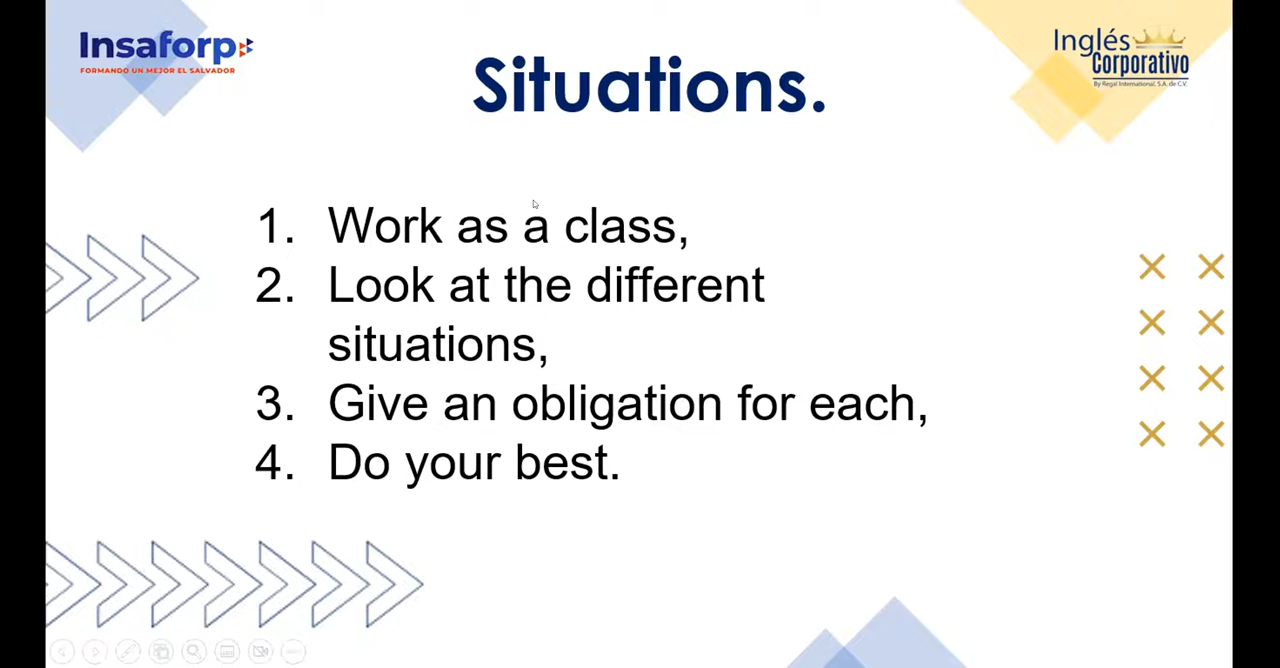 Insaforp
FORMANDO UN MEJOR EL SALVADOR
Inglés
Corporativo
By Regal International, S.A. de C.V.
Situations.
1. Work as a class,
2. Look at the different
situations,
3. Give an obligation for each,
4. Do your best.